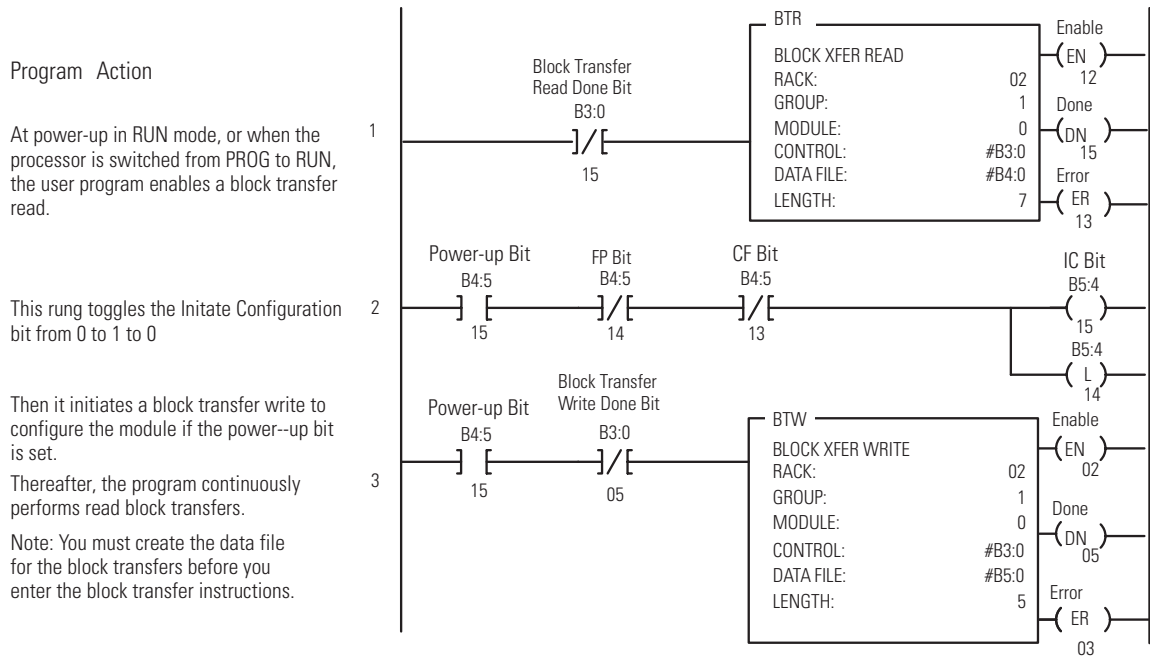 Program Action
At power-up in RUN mode, or when the
processor is switched from PROG to RUN,
the user program enables a block transfer
read.
1
Block Transfer
Read Done Bit
B3:0
15
BTR
BLOCK XFER READ
RACK: 02
GROUP: 1
MODULE: 0
CONTROL: #B3:0
DATA FILE: #B4:0
LENGTH: 7
Enable
EN
12
Done
DN
15
Error
ER
13
This rung toggles the Initate Configuration
bit from 0 to 1 to 0
2
Power-up Bit
B4:5
15
FP Bit
B4:5
14
CF Bit
B4:5
13
IC Bit
B5:4
15
B5:4
L
14
Then it initiates a block transfer write to
configure the module if the power--up bit
is set.
Thereafter, the program continuously
performs read block transfers.
Note: You must create the data file
for the block transfers before you
enter the block transfer instructions.
3
Power-up Bit
B4:5
15
Block Transfer
Write Done Bit
B3:0
05
BTW
BLOCK XFER WRITE
RACK: 02
GROUP: 1
MODULE: 0
CONTROL: #B3:0
DATA FILE: #B5:0
LENGTH: 5
Enable
EN
02
Done
DN
05
Error
ER
03